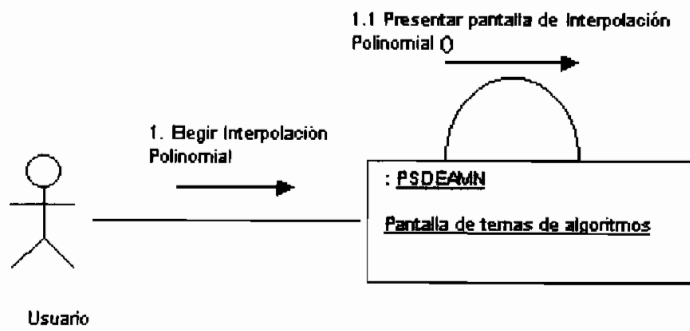 1.1 Presentar pantalla de Interpolación
Polinomial ()
1. Elegir Interpolación
Polinomial
: PSDEAMN
Pantalla de temas de algoritmos
Usuario